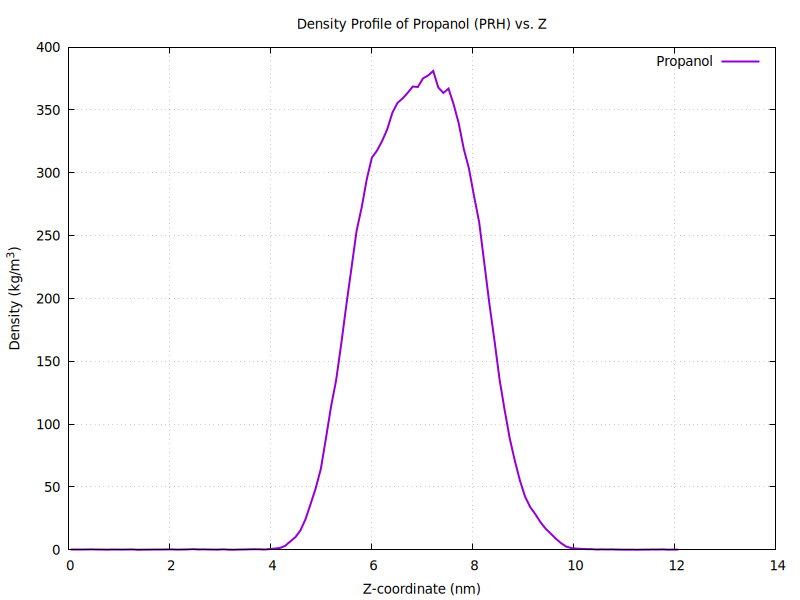 Density Profile of Propanol (PRH) vs. Z
Propanol
400
350
300
250
200
150
100
50
0
Density (kg/m³)
0 2 4 6 8 10 12 14
Z-coordinate (nm)